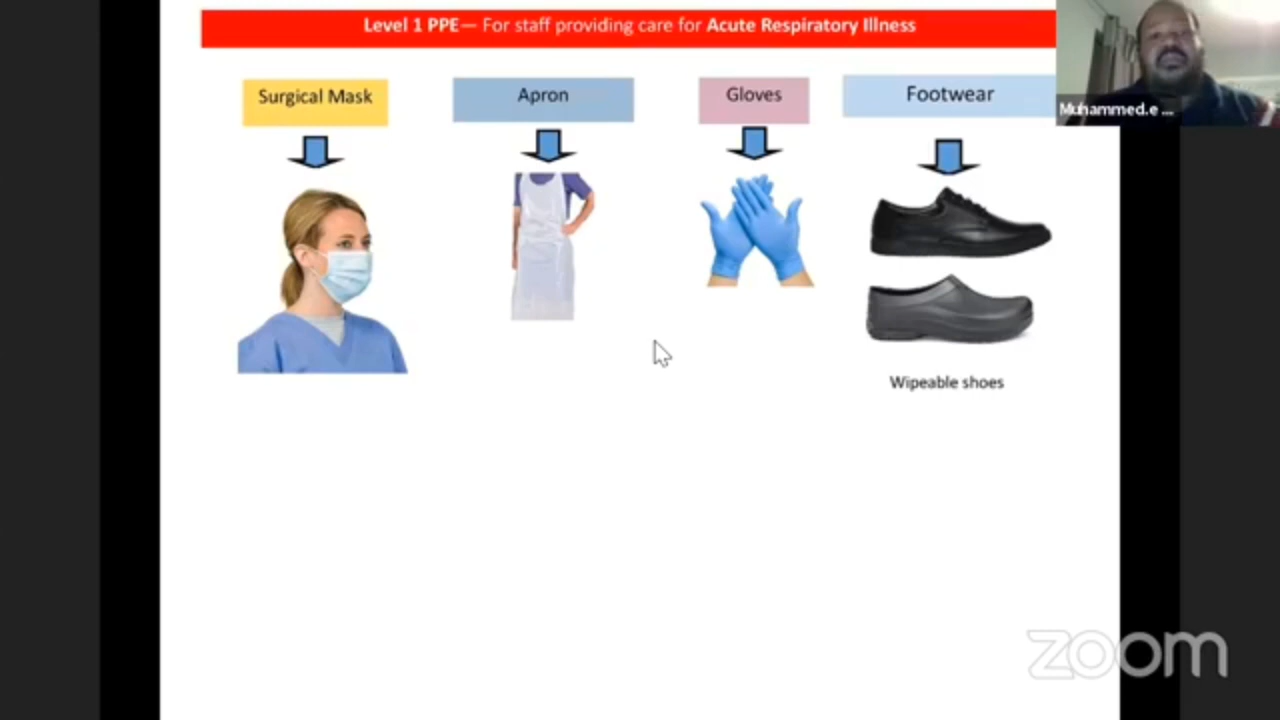 Level 1 PPE— For staff providing care for Acute Respiratory Illness
Surgical Mask
Apron
Gloves
Footwear
Muhammed.e ...
Wipeable shoes
zoom